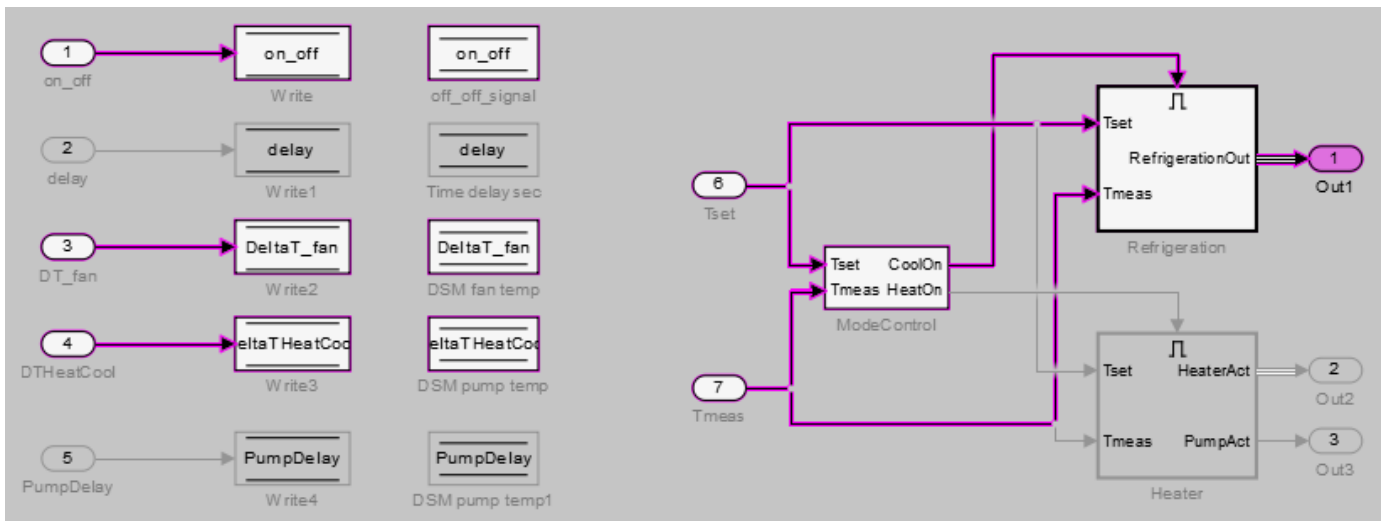 1
on_off
on_off
Write
on_off
off_off_signal
2
delay
delay
Write1
delay
Time delay sec
3
DT_fan
DeltaT_fan
Write2
DeltaT_fan
DSM fan temp
4
DTHeatCool
eltaTHeatCoo
Write3
eltaTHeatCoo
DSM pump temp
5
PumpDelay
PumpDelay
Write4
PumpDelay
DSM pump temp1
6
Tset
7
Tmeas
Tset CoolOn
Tmeas HeatOn
ModeControl
Tset
RefrigerationOut
Tmeas
Refrigeration
1
Out1
Tset HeaterAct
Tmeas PumpAct
Heater
2
Out2
3
Out3